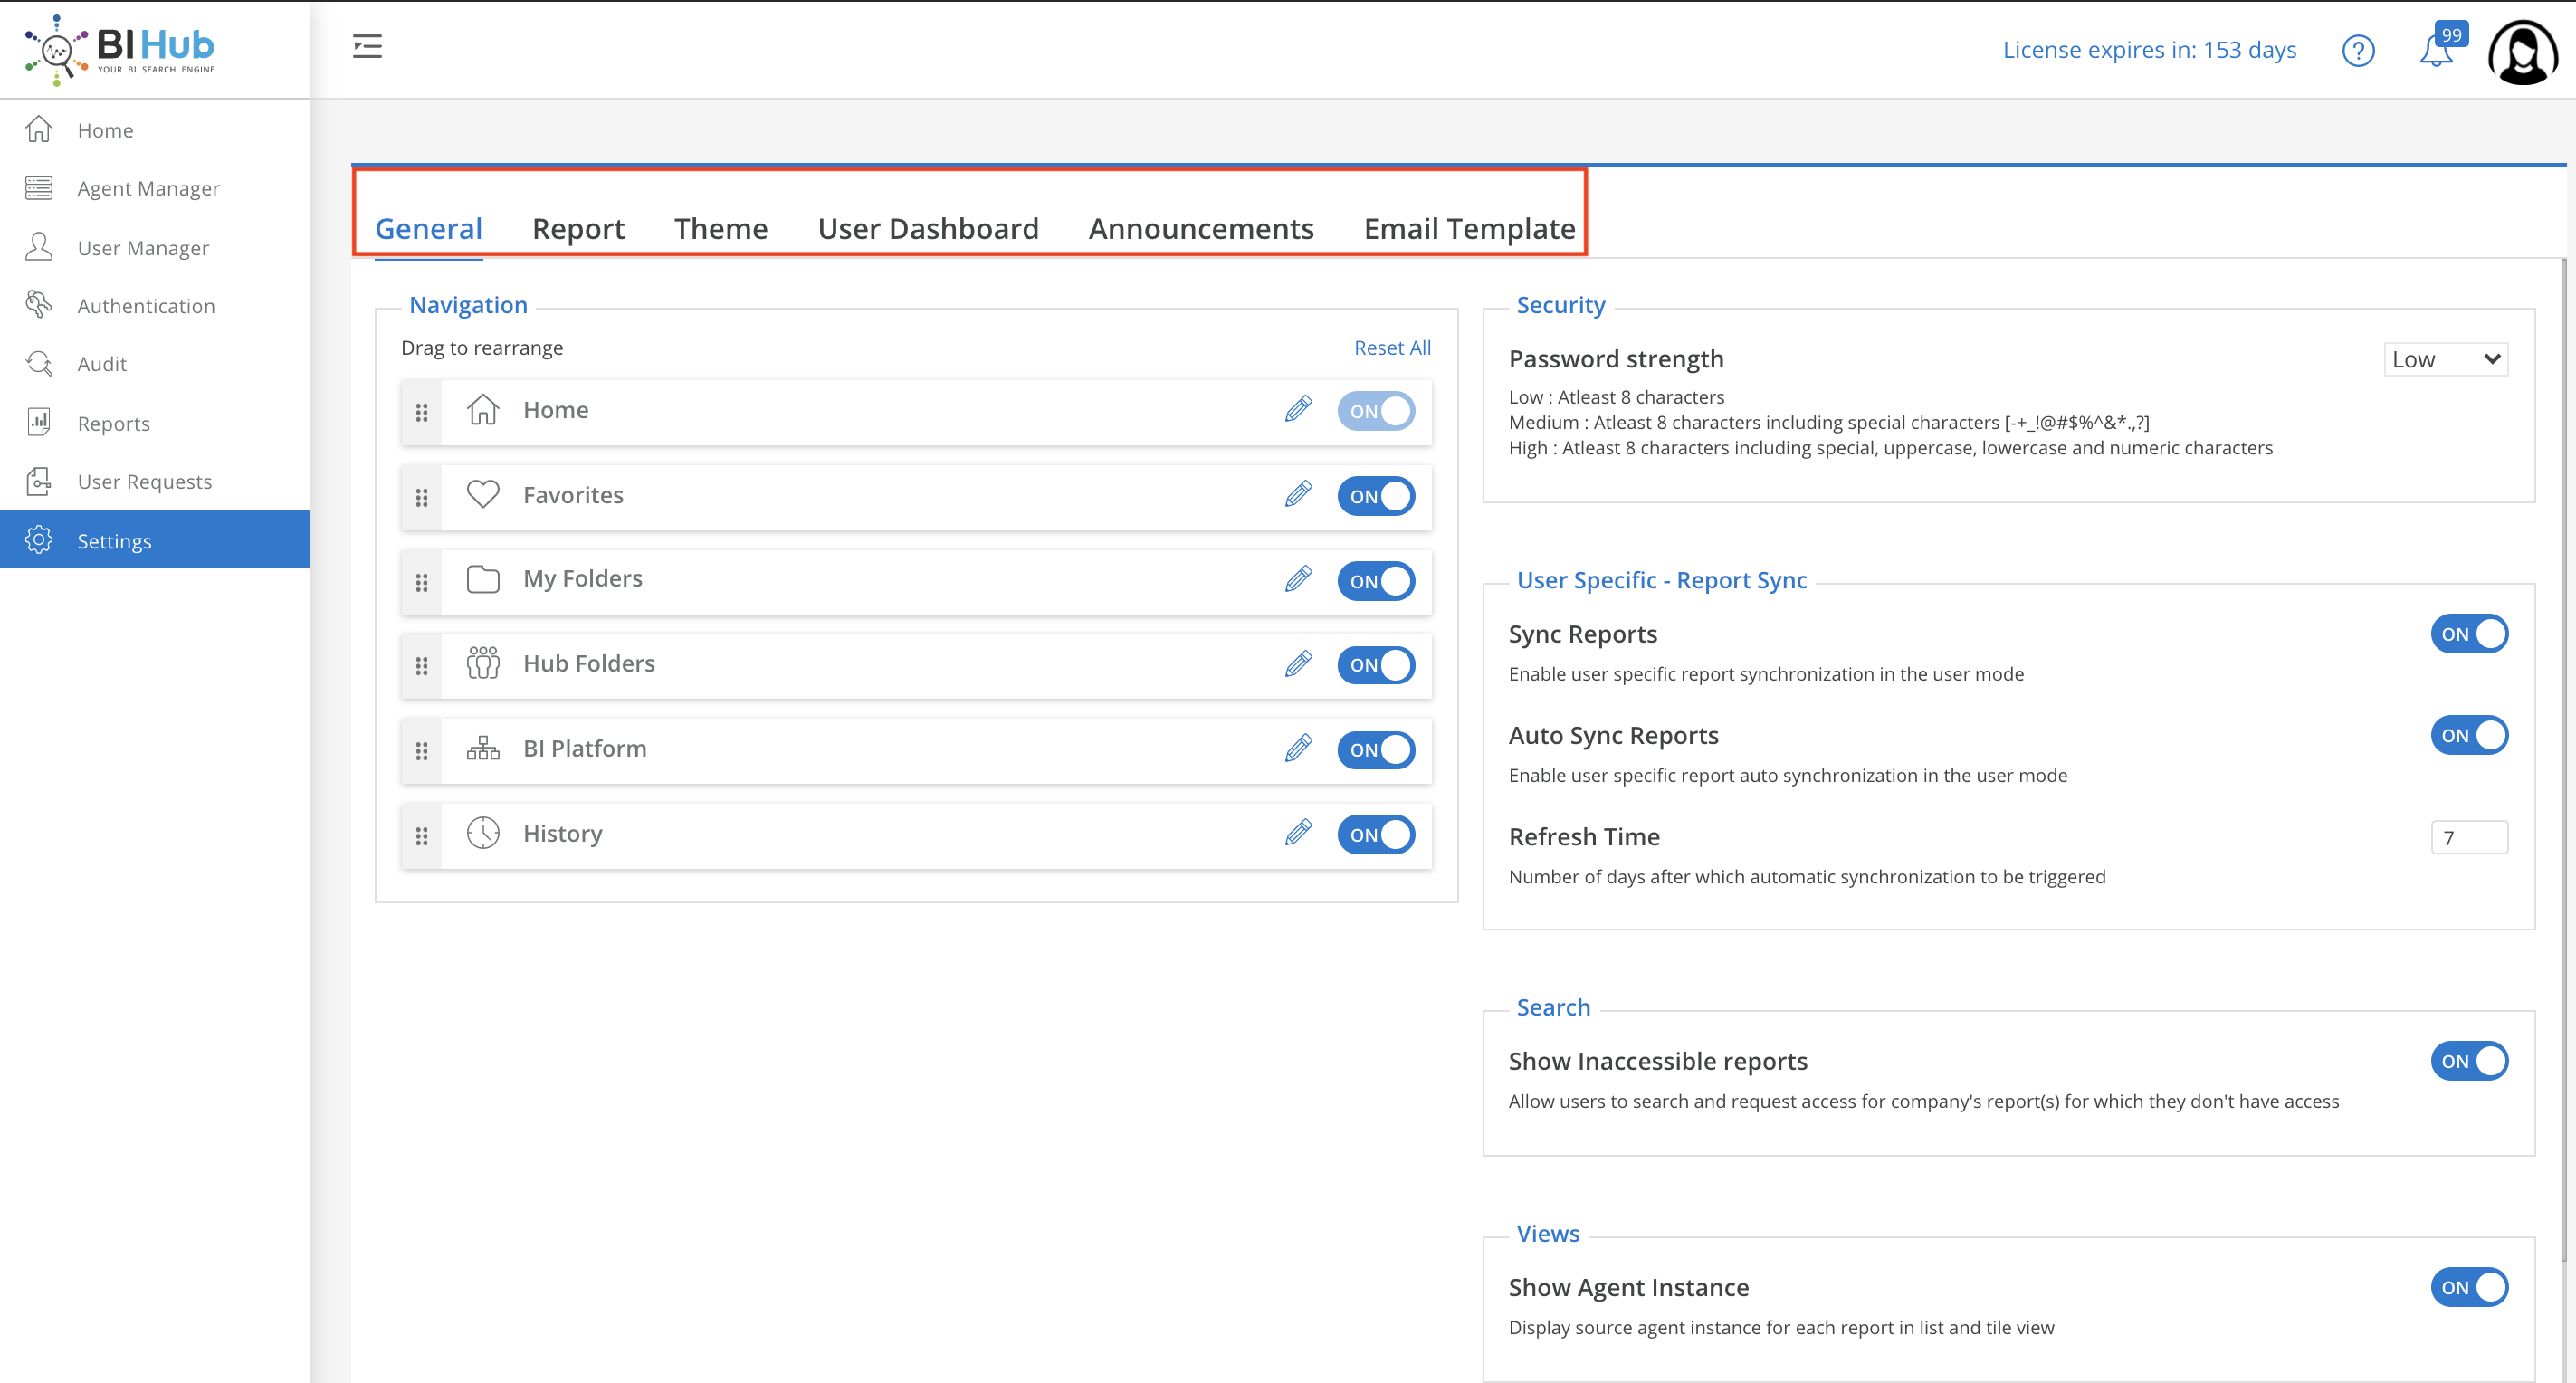 BI Hub
YOUR BI SEARCH ENGINE
License expires in: 153 days
99
Home
Agent Manager
User Manager
Authentication
Audit
Reports
User Requests
Settings
General Report Theme User Dashboard Announcements Email Template
Navigation
Drag to rearrange Reset All
Home ON
Favorites ON
My Folders ON
Hub Folders ON
BI Platform ON
History ON
Security
Password strength Low
Low : Atleast 8 characters
Medium : Atleast 8 characters including special characters [-+_!@#$%^&*.,?]
High : Atleast 8 characters including special, uppercase, lowercase and numeric characters
User Specific - Report Sync
Sync Reports ON
Enable user specific report synchronization in the user mode
Auto Sync Reports ON
Enable user specific report auto synchronization in the user mode
Refresh Time 7
Number of days after which automatic synchronization to be triggered
Search
Show Inaccessible reports ON
Allow users to search and request access for company's report(s) for which they don't have access
Views
Show Agent Instance ON
Display source agent instance for each report in list and tile view